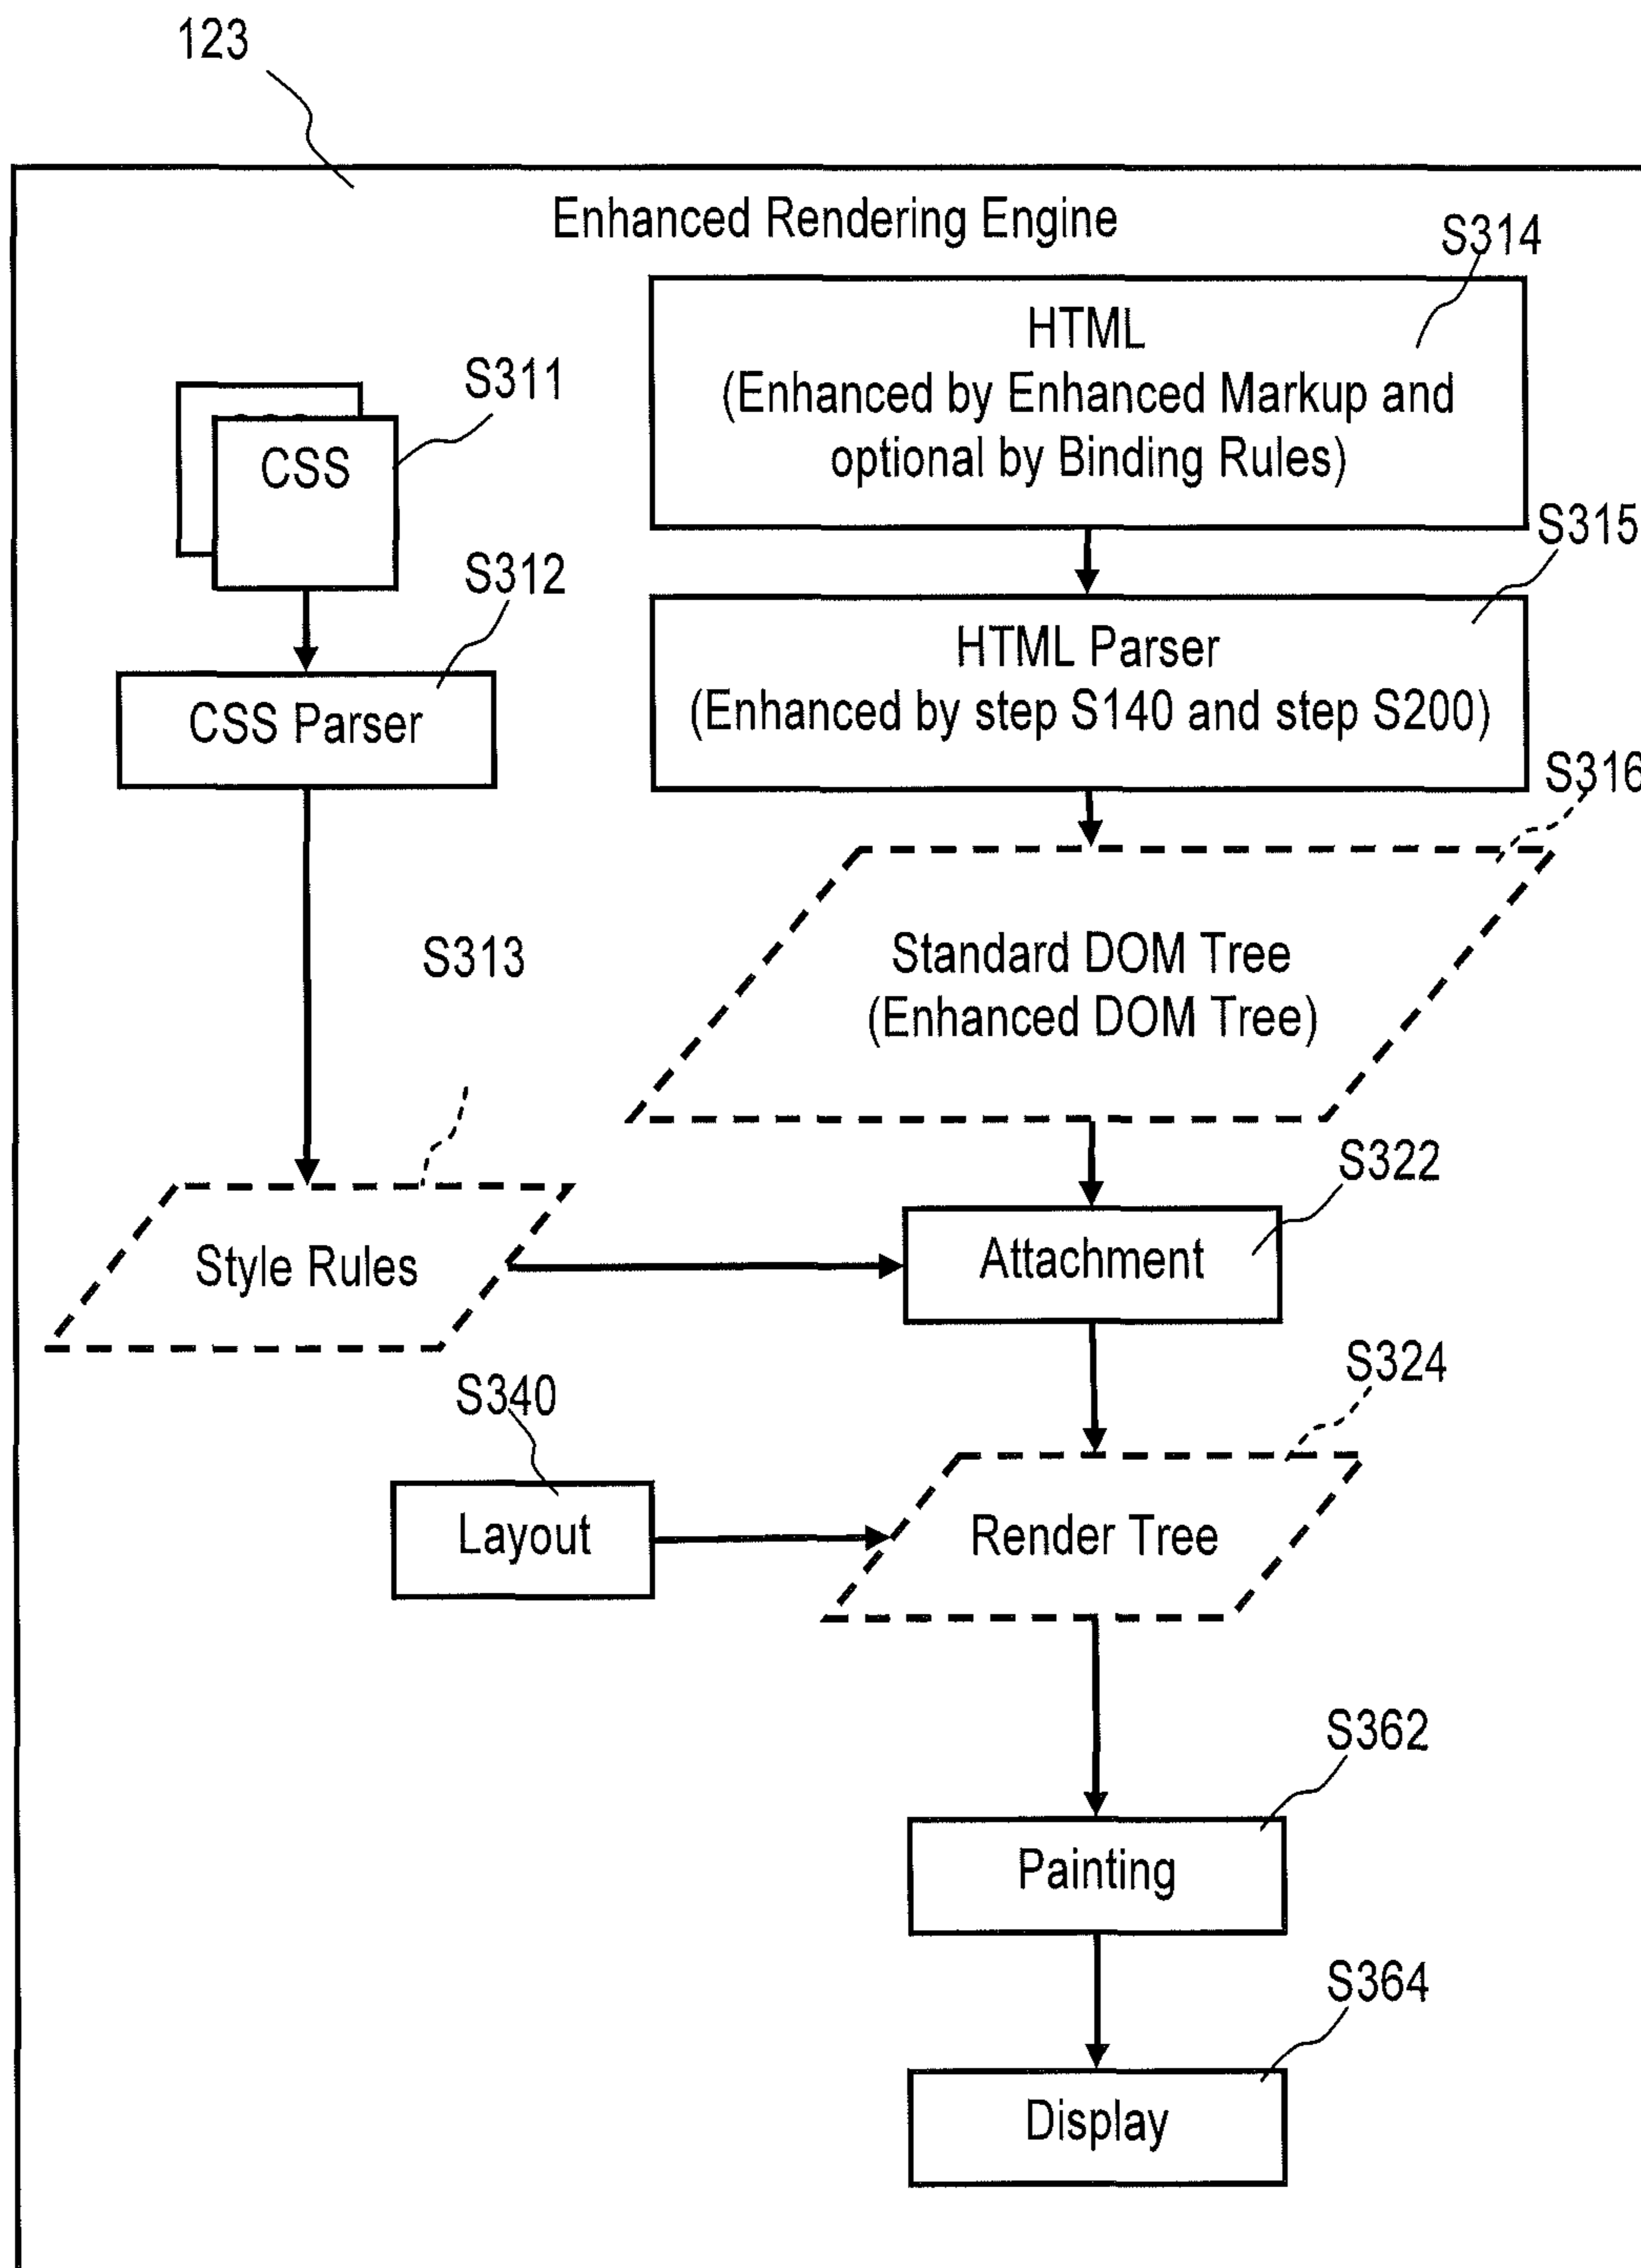 123
Enhanced Rendering Engine
S314
HTML
(Enhanced by Enhanced Markup and
optional by Binding Rules)
S311
CSS
S315
S312
HTML Parser
(Enhanced by step S140 and step S200)
CSS Parser
S316
S313
Standard DOM Tree
(Enhanced DOM Tree)
S322
Style Rules
Attachment
S324
S340
Layout
Render Tree
S362
Painting
S364
Display